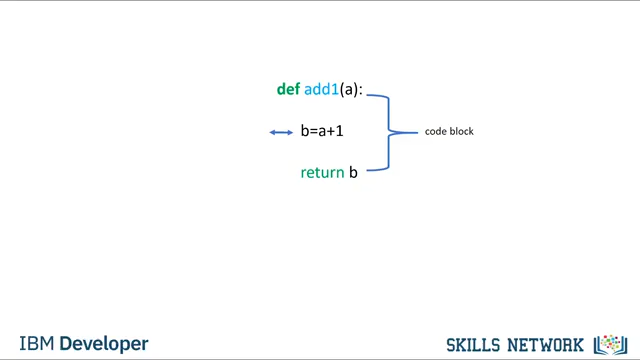 def add1(a):
b=a+1
code block
return b
IBM Developer
SKILLS NETWORK